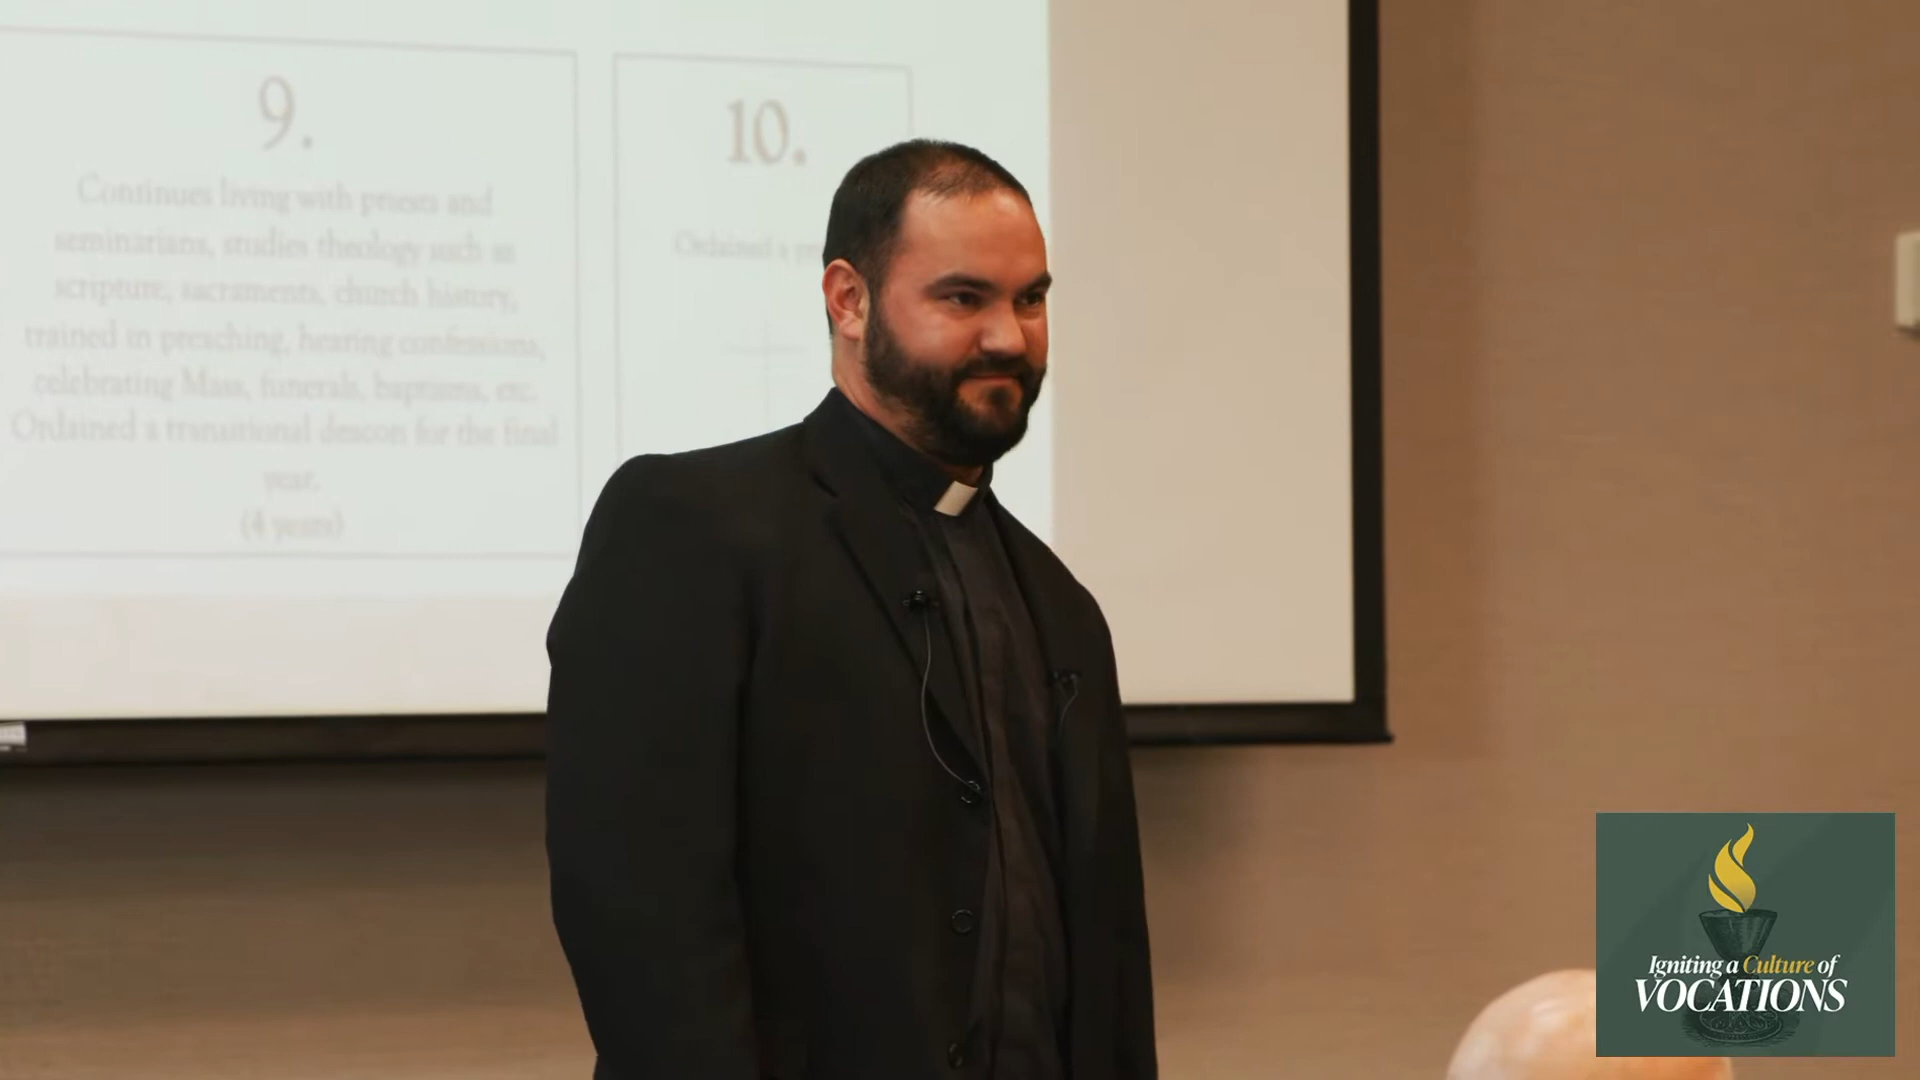 9.
Continues living with priests and
seminarians, studies theology such as
scripture, sacraments, church history,
trained in preaching, hearing confessions,
celebrating Mass, funerals, baptisms, etc.
Ordained a transitional deacon for the final
year.
(4 years)
10.
Ordained a
Igniting a Culture of
VOCATIONS